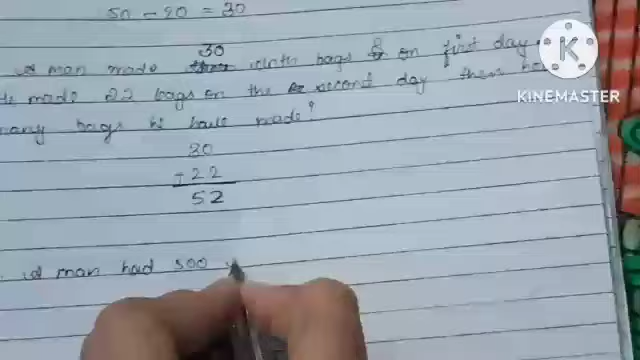 50 - 20 = 30
30
A man made cloth bags on first day.
He made 22 bags on the second day then ho
many bags he have made?
30
+ 22
52
A man had 500
K
KINEMASTER